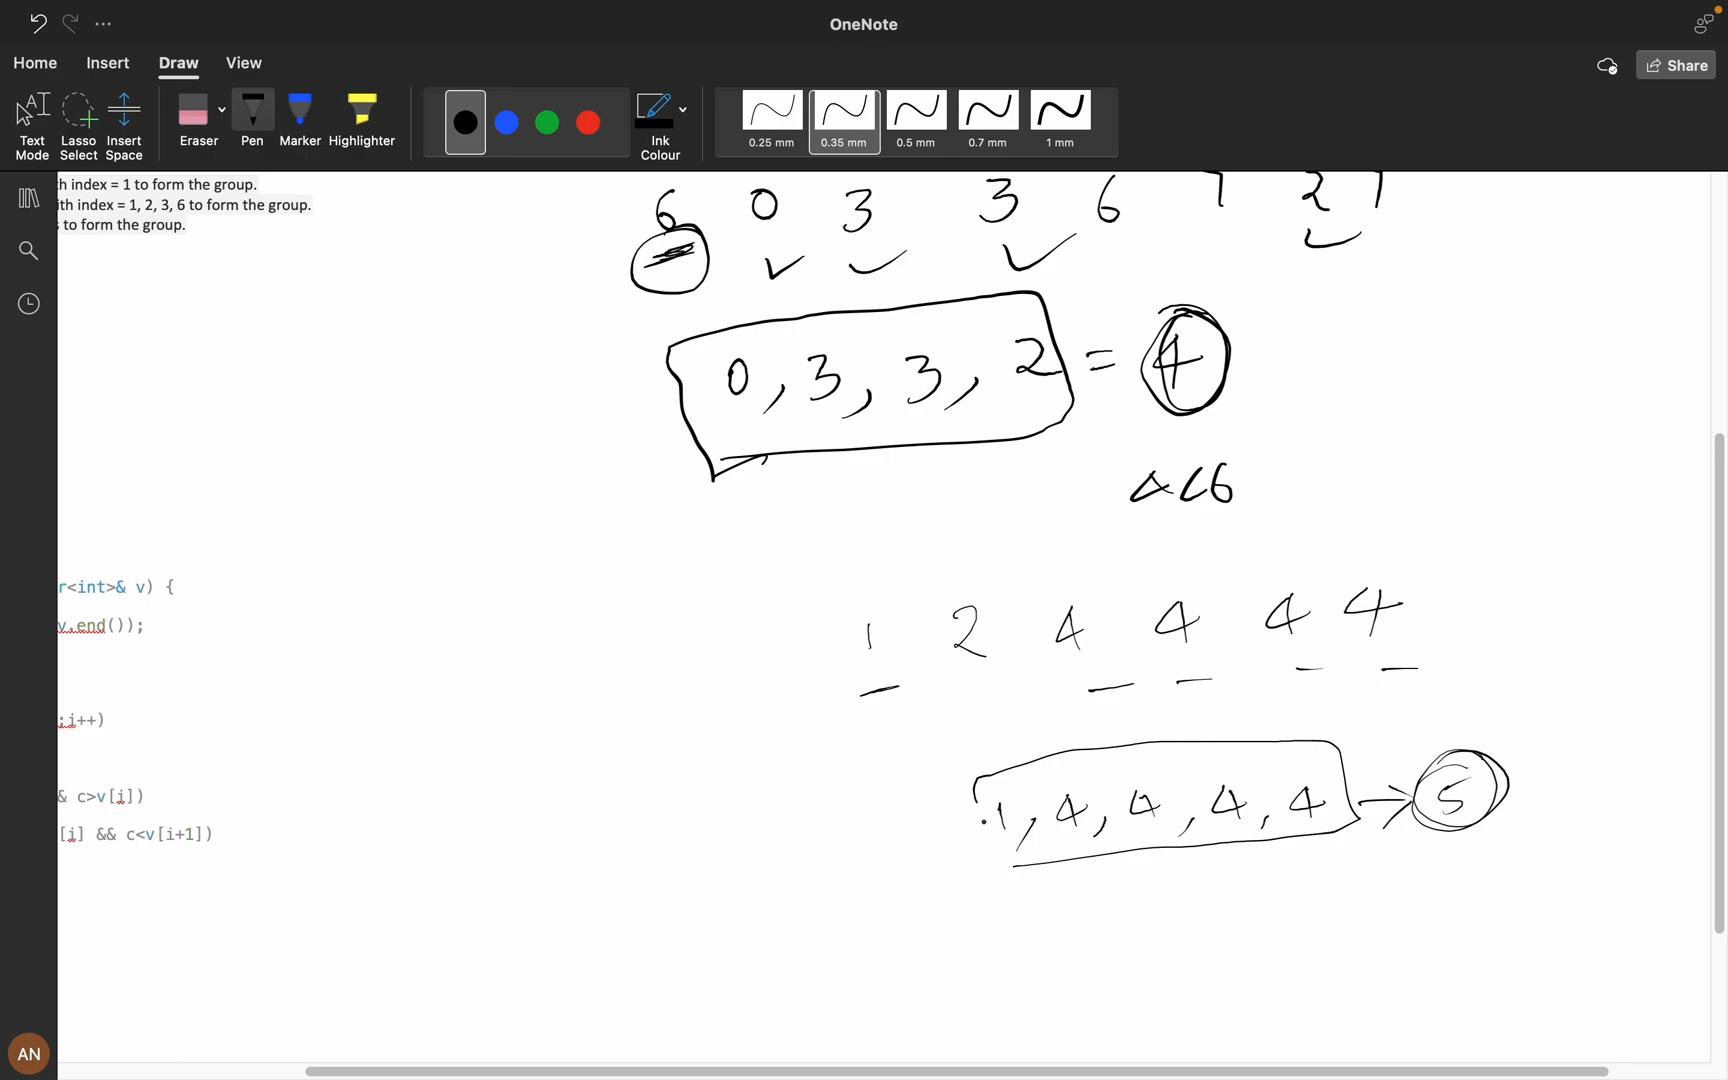 OneNote
Home Insert Draw View
Share
Text Mode
Lasso Select
Insert Space
Eraser
Pen
Marker
Highlighter
Ink Colour
0.25 mm
0.35 mm
0.5 mm
0.7 mm
1 mm
th index = 1 to form the group.
ith index = 1, 2, 3, 6 to form the group.
s to form the group.
6 0 3 3 6 7 2 7
0, 3, 3, 2 = 4
4<6
r<int>& v) {
v.end());
1 2 4 4 4 4
;i++)
& c>v[i])
1, 4, 4, 4, 4 → 5
[i] && c<v[i+1])
AN